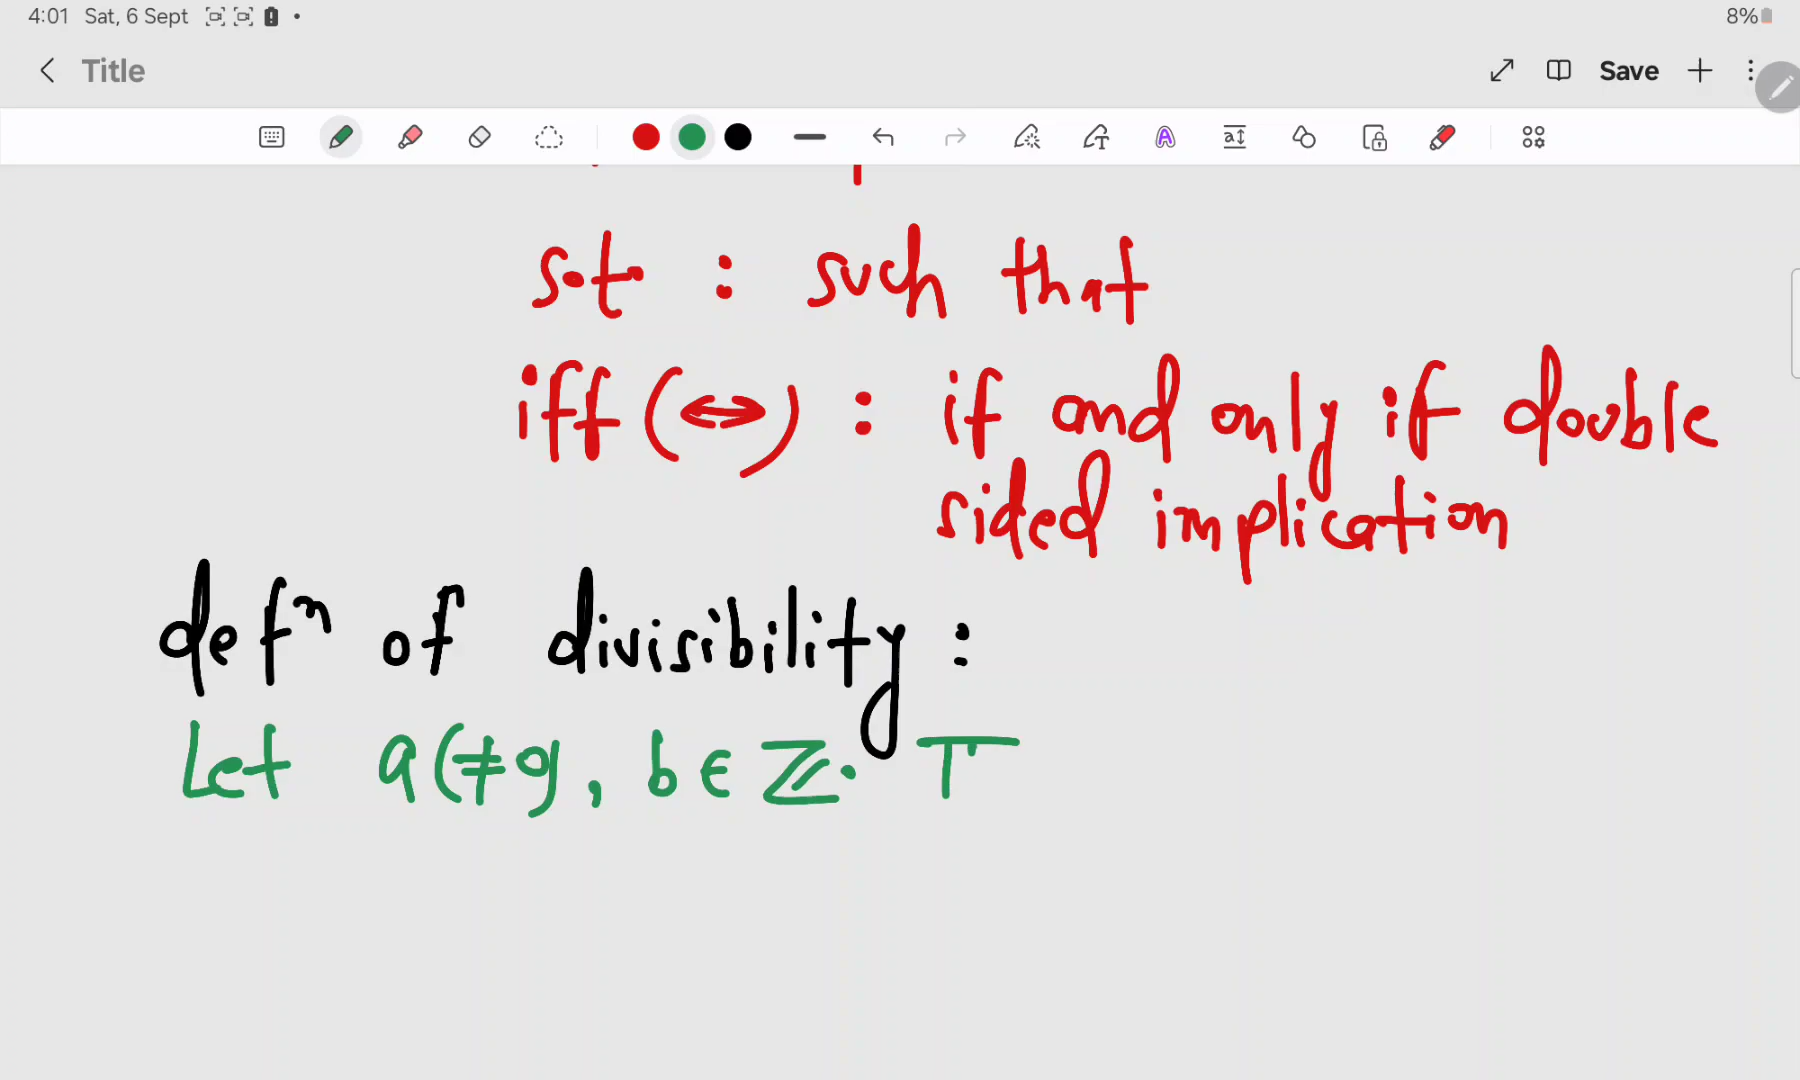 4:01 Sat, 6 Sept 8%
Title Save
s.t. : such that
iff (↔) : if and only if double
sided implication
defⁿ of divisibility :
Let a(≠0), b ∈ ℤ. T